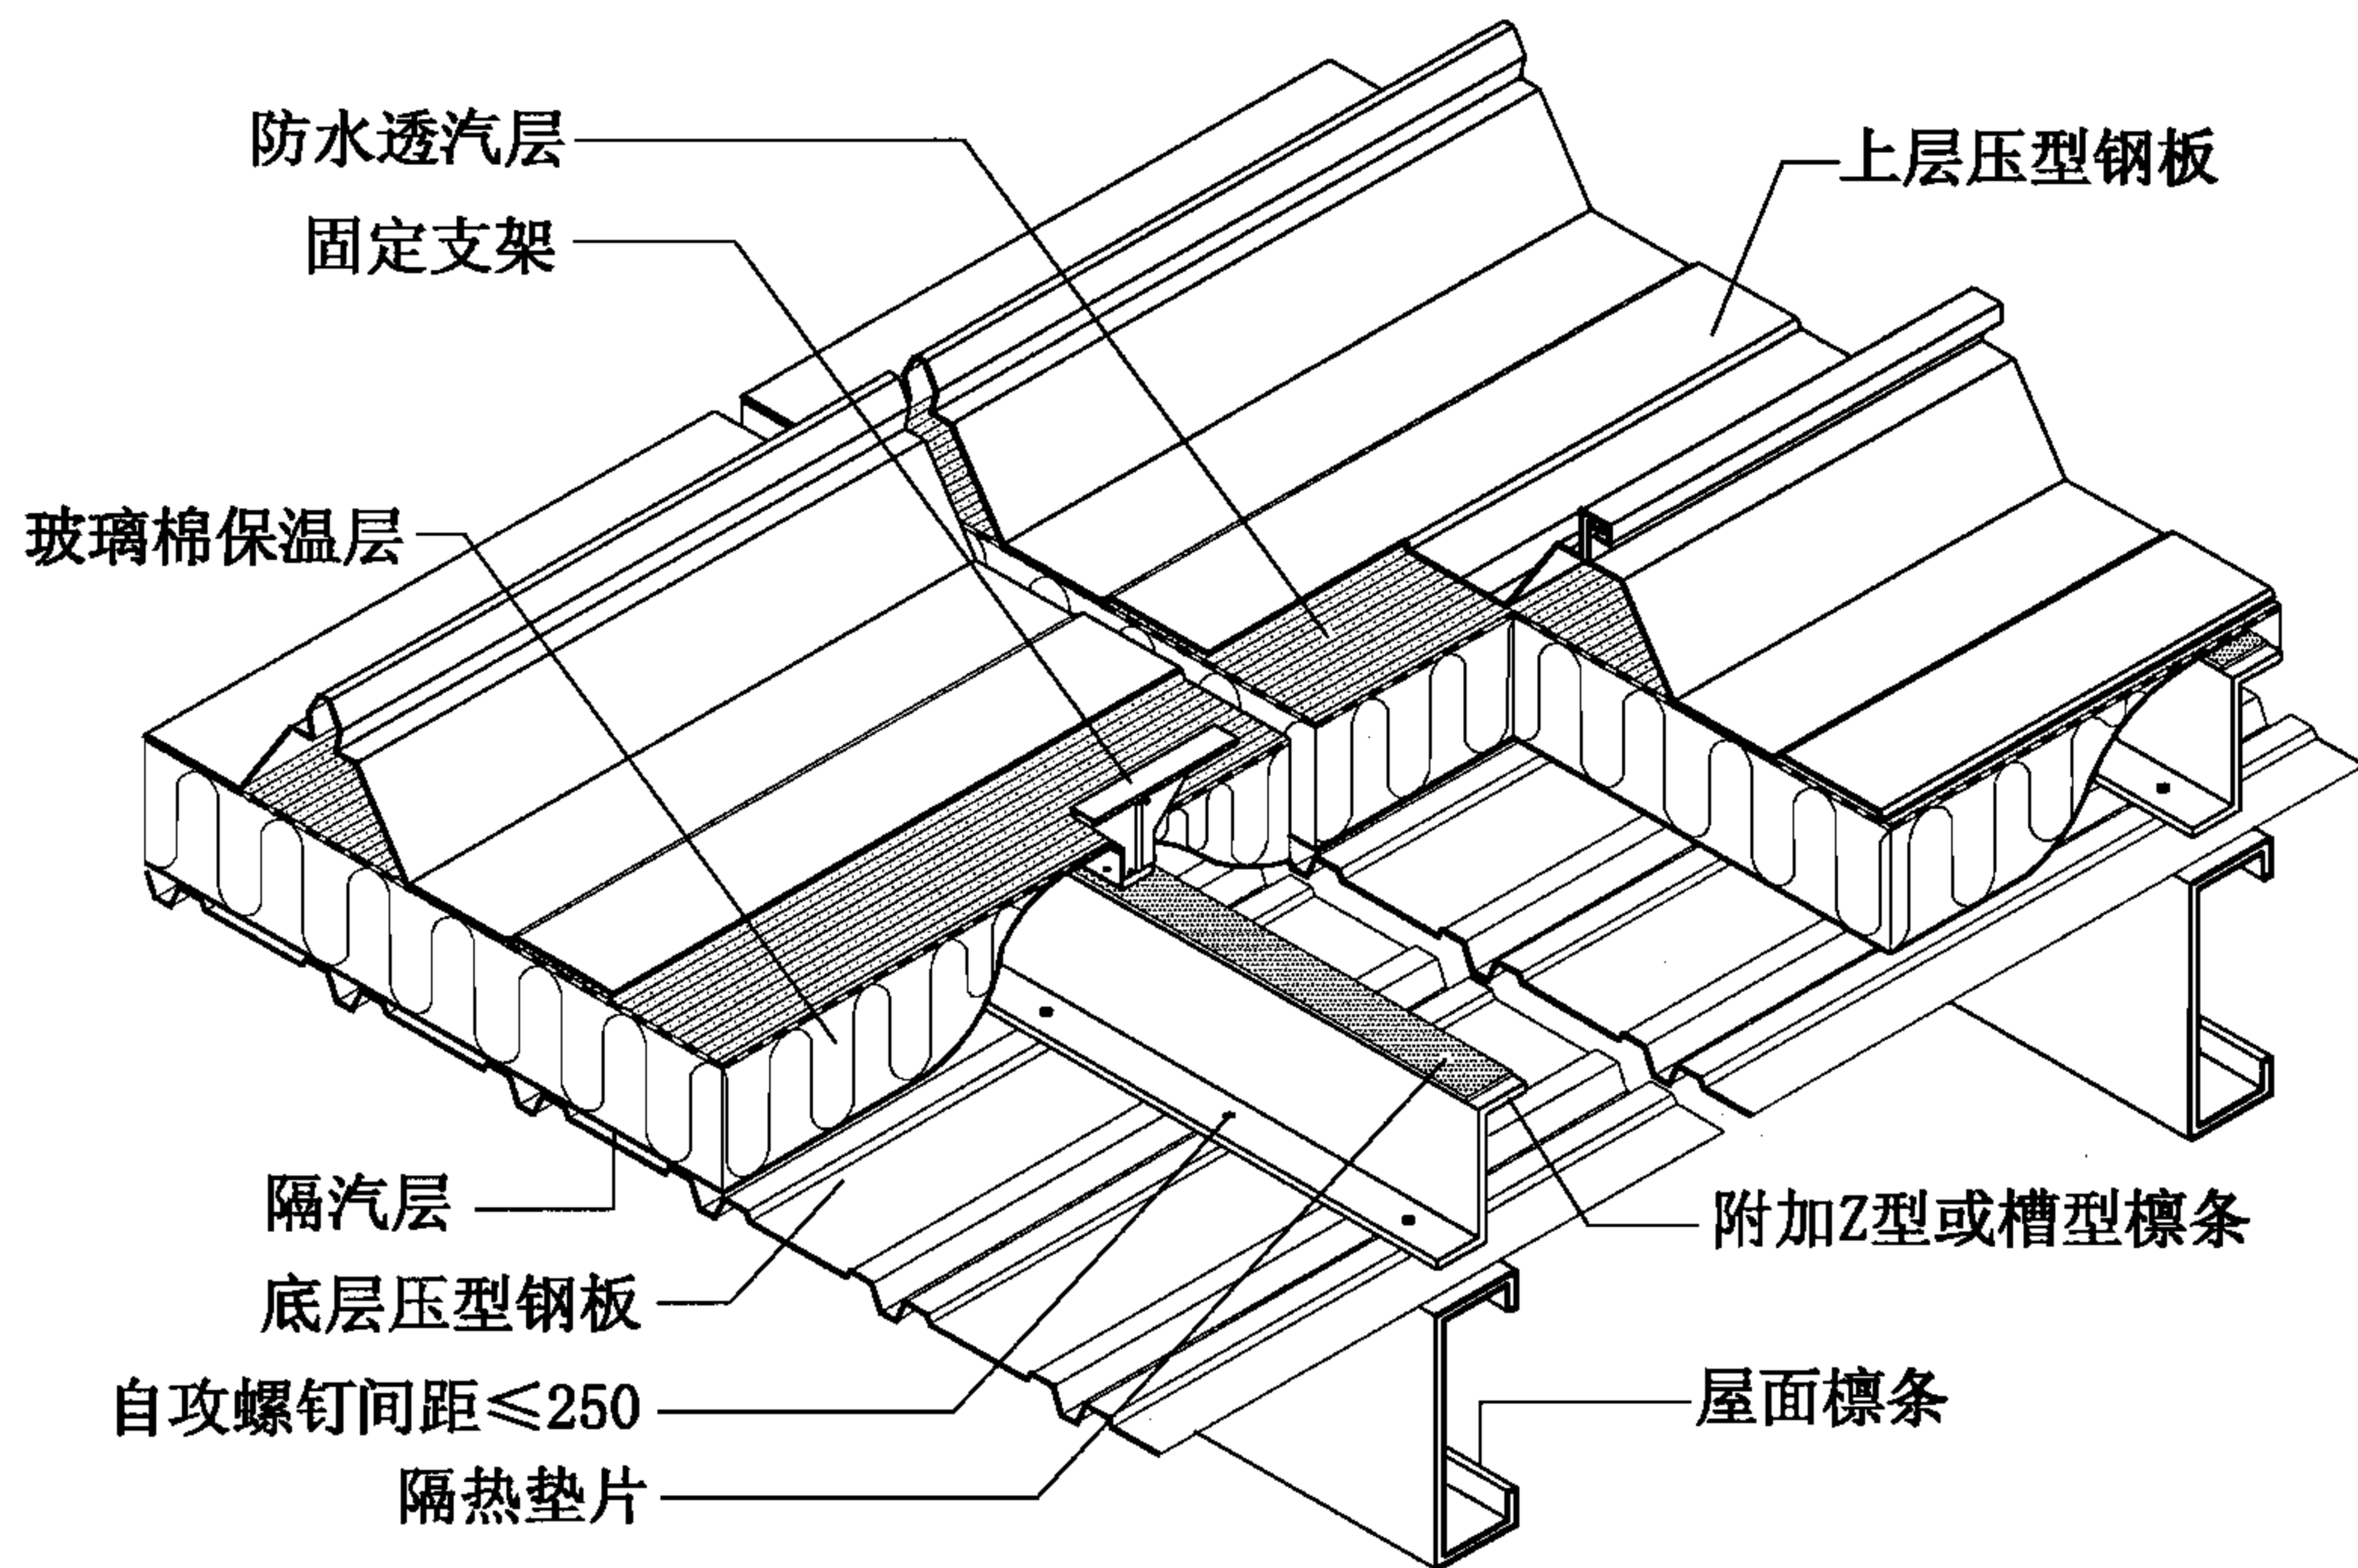 防水透汽层
上层压型钢板
固定支架
玻璃棉保温层
隔汽层
附加Z型或槽型檩条
底层压型钢板
自攻螺钉间距≤250
屋面檩条
隔热垫片